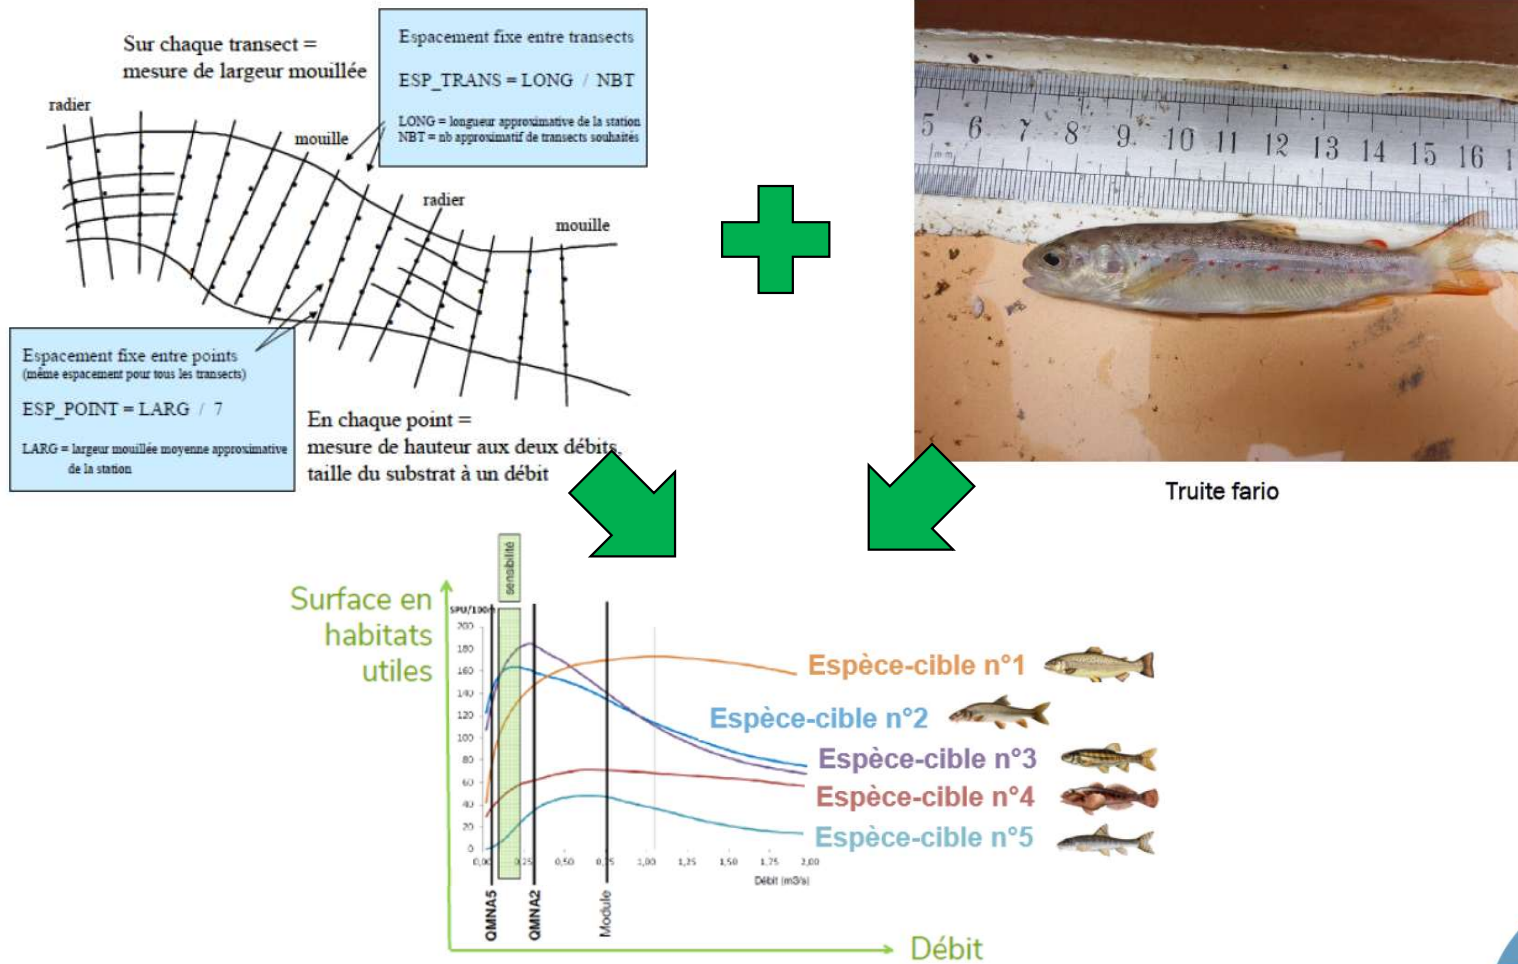 Sur chaque transect =
mesure de largeur mouillée
Espacement fixe entre transects
ESP_TRANS = LONG / NBT
LONG = longueur approximative de la station
NBT = nb approximatif de transects souhaités
radier
mouille
radier
mouille
Espacement fixe entre points
(même espacement pour tous les transects)
ESP_POINT = LARG / 7
LARG = largeur mouillée moyenne approximative
de la station
En chaque point =
mesure de hauteur aux deux débits,
taille du substrat à un débit
5 6 7 8 9 10 11 12 13 14 15 16 1
mm
Truite fario
Surface en
habitats
utiles
sensibilité
SPU/100m
200
180
160
140
120
100
80
60
40
20
0
0,00 0,25 0,50 0,75 1,00 1,25 1,50 1,75 2,00
Débit (m3/s)
QMNA5
QMNA2
Module
Espèce-cible n°1
Espèce-cible n°2
Espèce-cible n°3
Espèce-cible n°4
Espèce-cible n°5
Débit